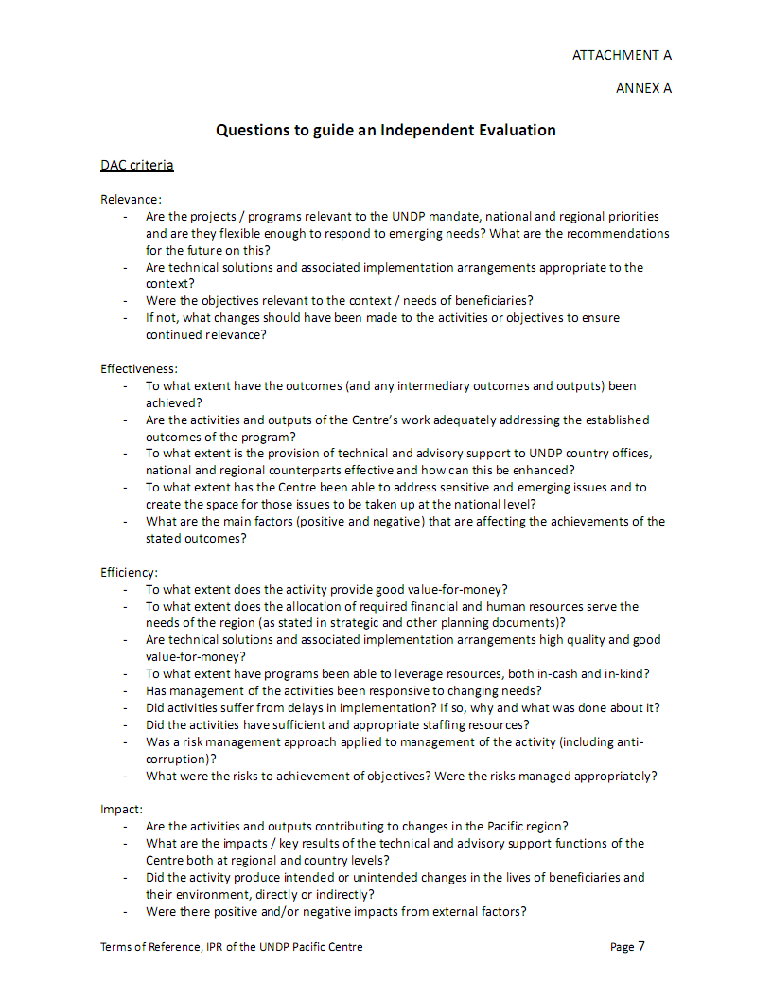 ATTACHMENT A
ANNEX A
Questions to guide an Independent Evaluation
DAC criteria
Relevance:
- Are the projects / programs relevant to the UNDP mandate, national and regional priorities
and are they flexible enough to respond to emerging needs? What are the recommendations
for the future on this?
- Are technical solutions and associated implementation arrangements appropriate to the
context?
- Were the objectives relevant to the context / needs of beneficiaries?
- If not, what changes should have been made to the activities or objectives to ensure
continued relevance?
Effectiveness:
- To what extent have the outcomes (and any intermediary outcomes and outputs) been
achieved?
- Are the activities and outputs of the Centre’s work adequately addressing the established
outcomes of the program?
- To what extent is the provision of technical and advisory support to UNDP country offices,
national and regional counterparts effective and how can this be enhanced?
- To what extent has the Centre been able to address sensitive and emerging issues and to
create the space for those issues to be taken up at the national level?
- What are the main factors (positive and negative) that are affecting the achievements of the
stated outcomes?
Efficiency:
- To what extent does the activity provide good value-for-money?
- To what extent does the allocation of required financial and human resources serve the
needs of the region (as stated in strategic and other planning documents)?
- Are technical solutions and associated implementation arrangements high quality and good
value-for-money?
- To what extent have programs been able to leverage resources, both in-cash and in-kind?
- Has management of the activities been responsive to changing needs?
- Did activities suffer from delays in implementation? If so, why and what was done about it?
- Did the activities have sufficient and appropriate staffing resources?
- Was a risk management approach applied to management of the activity (including anti-
corruption)?
- What were the risks to achievement of objectives? Were the risks managed appropriately?
Impact:
- Are the activities and outputs contributing to changes in the Pacific region?
- What are the impacts / key results of the technical and advisory support functions of the
Centre both at regional and country levels?
- Did the activity produce intended or unintended changes in the lives of beneficiaries and
their environment, directly or indirectly?
- Were there positive and/or negative impacts from external factors?
Terms of Reference, IPR of the UNDP Pacific Centre Page 7